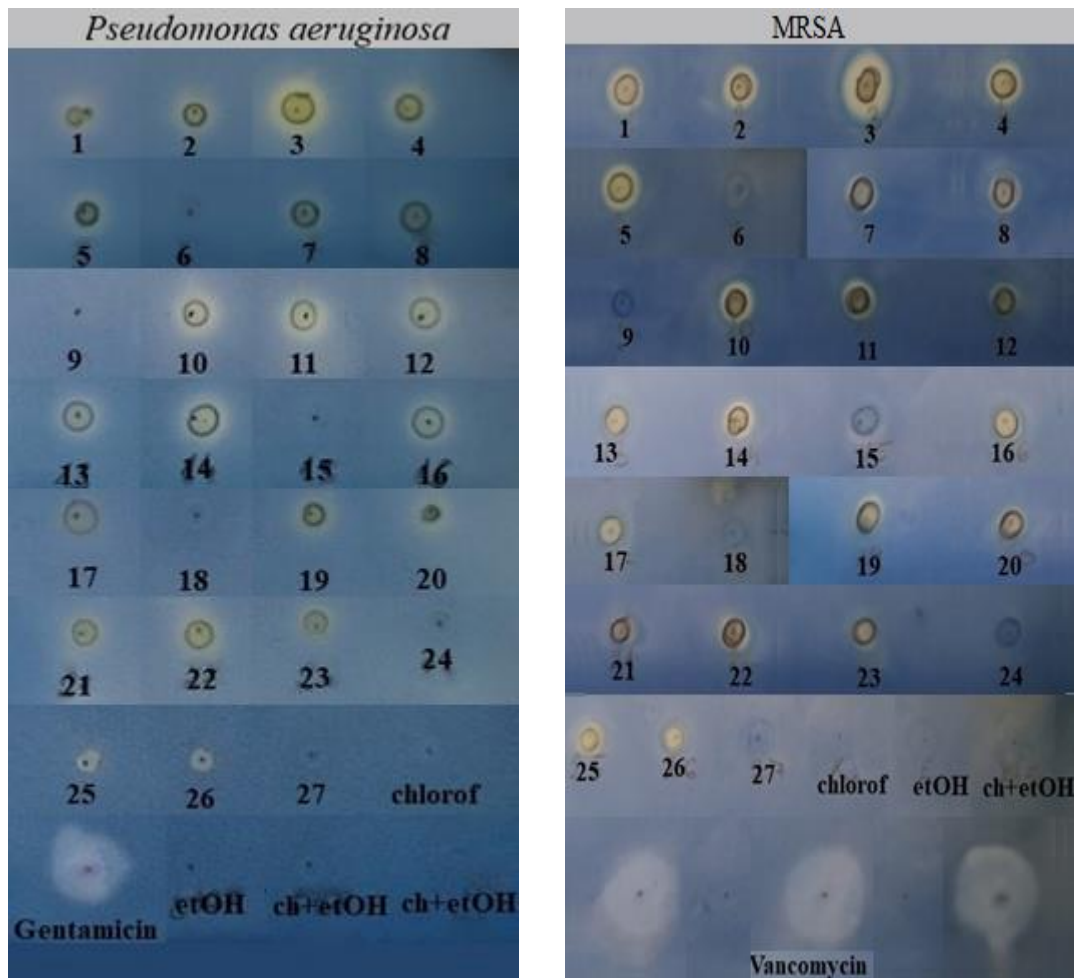 Pseudomonas aeruginosa
1 2 3 4
5 6 7 8
9 10 11 12
13 14 15 16
17 18 19 20
21 22 23 24
25 26 27 chlorof
Gentamicin etOH ch+etOH ch+etOH
MRSA
1 2 3 4
5 6 7 8
9 10 11 12
13 14 15 16
17 18 19 20
21 22 23 24
25 26 27 chlorof etOH ch+etOH
Vancomycin